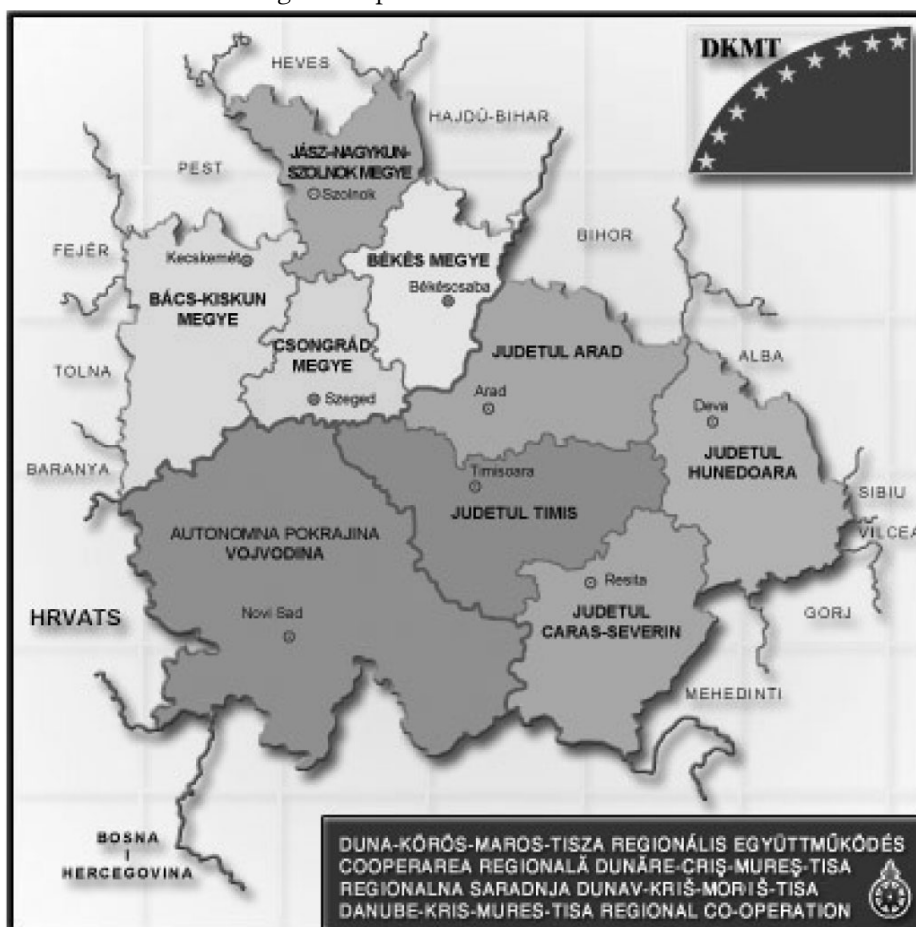 HEVES
DKMT
HAJDÚ-BIHAR
JÁSZ-NAGYKUN-
SZOLNOK MEGYE
PEST
Szolnok
BIHOR
FEJÉR
Kecskemét
BÉKÉS MEGYE
Békéscsaba
BÁCS-KISKUN
MEGYE
CSONGRÁD
MEGYE
JUDETUL ARAD
ALBA
TOLNA
Szeged
Arad
Deva
JUDETUL
HUNEDOARA
BARANYA
Timisoara
SIBIU
JUDETUL TIMIS
VILCEA
AUTONOMNA POKRAJINA
VOJVODINA
Resita
HRVATS
Novi Sad
JUDETUL
CARAS-SEVERIN
GORJ
MEHEDINTI
BOSNA
I
HERCEGOVINA
DUNA-KÖRÖS-MAROS-TISZA REGIONÁLIS EGYÜTTMŰKÖDÉS
COOPERAREA REGIONALĂ DUNĂRE-CRIŞ-MUREŞ-TISA
REGIONALNA SARADNJA DUNAV-KRIŠ-MORIŠ-TISA
DANUBE-KRIS-MURES-TISA REGIONAL CO-OPERATION